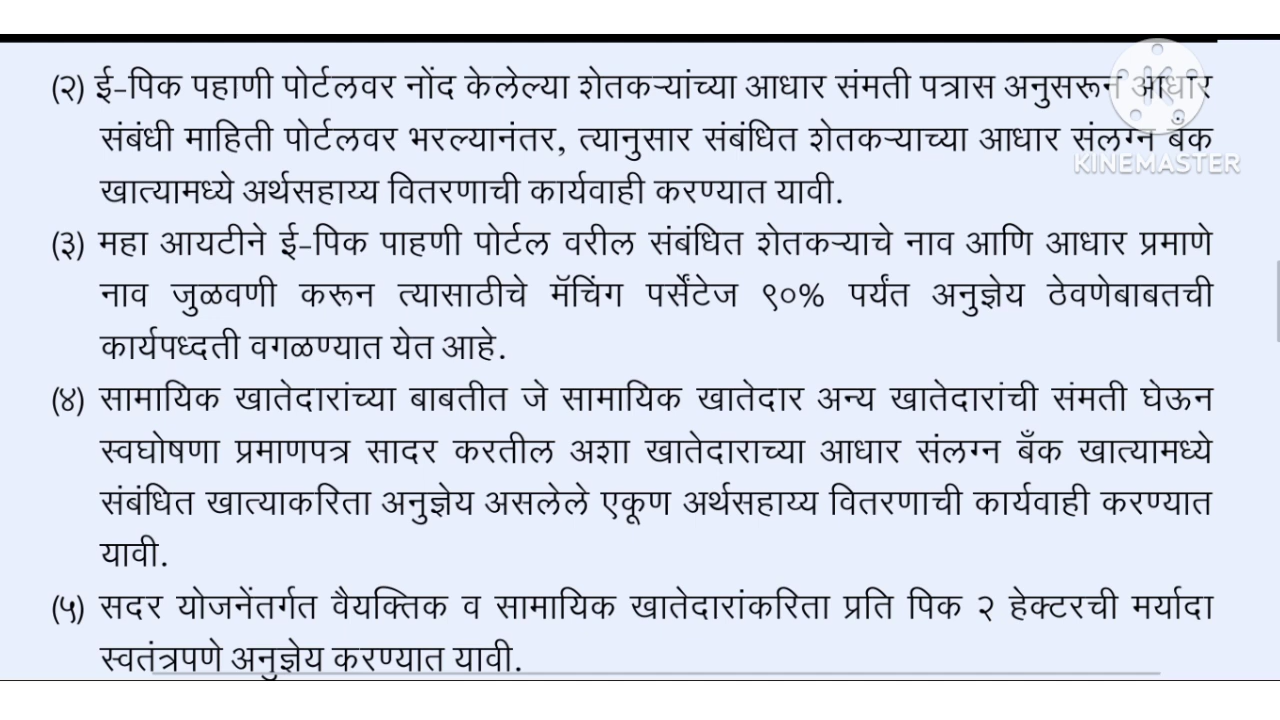 (२) ई-पिक पहाणी पोर्टलवर नोंद केलेल्या शेतकऱ्यांच्या आधार संमती पत्रास अनुसरून आधार
संबंधी माहिती पोर्टलवर भरल्यानंतर, त्यानुसार संबंधित शेतकऱ्याच्या आधार संलग्न बँक
KINEMASTER
खात्यामध्ये अर्थसहाय्य वितरणाची कार्यवाही करण्यात यावी.
(३) महा आयटीने ई-पिक पाहणी पोर्टल वरील संबंधित शेतकऱ्याचे नाव आणि आधार प्रमाणे
नाव जुळवणी करून त्यासाठीचे मॅचिंग पर्सेंटेज ९०% पर्यंत अनुज्ञेय ठेवणेबाबतची
कार्यपध्दती वगळण्यात येत आहे.
(४) सामायिक खातेदारांच्या बाबतीत जे सामायिक खातेदार अन्य खातेदारांची संमती घेऊन
स्वघोषणा प्रमाणपत्र सादर करतील अशा खातेदाराच्या आधार संलग्न बँक खात्यामध्ये
संबंधित खात्याकरिता अनुज्ञेय असलेले एकूण अर्थसहाय्य वितरणाची कार्यवाही करण्यात
यावी.
(५) सदर योजनेंतर्गत वैयक्तिक व सामायिक खातेदारांकरिता प्रति पिक २ हेक्टरची मर्यादा
स्वतंत्रपणे अनुज्ञेय करण्यात यावी.